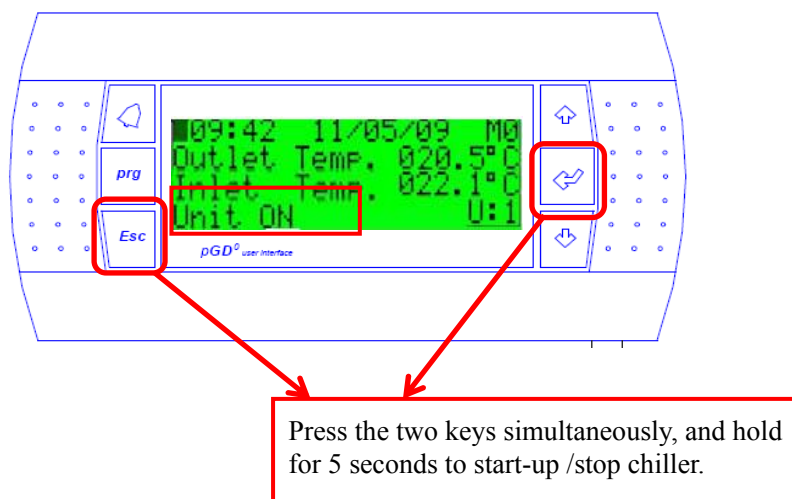 09:42 11/05/09 M0
Outlet Temp. 020.5°C
prg
Inlet Temp. 022.1°C
Unit ON U:1
Esc
pGD⁰ user interface
Press the two keys simultaneously, and hold
for 5 seconds to start-up /stop chiller.